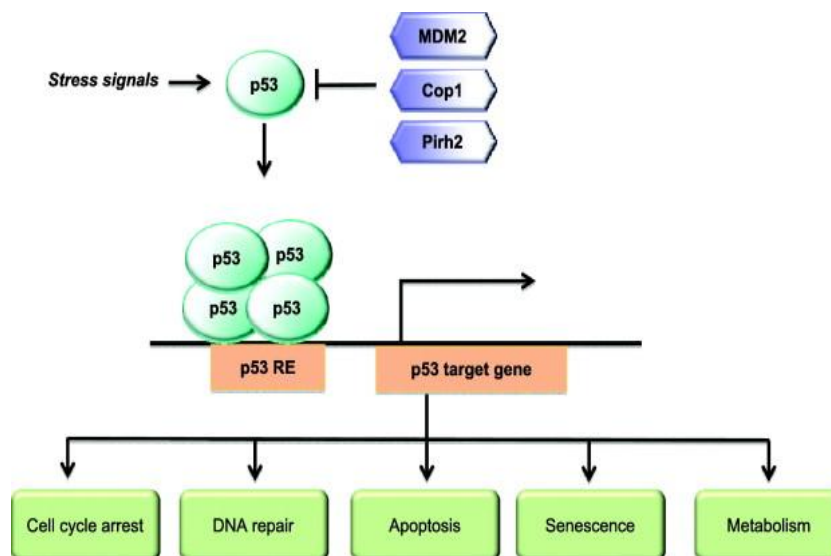 MDM2
Stress signals
p53
Cop1
Pirh2
p53
p53
p53
p53
p53 RE
p53 target gene
Cell cycle arrest
DNA repair
Apoptosis
Senescence
Metabolism